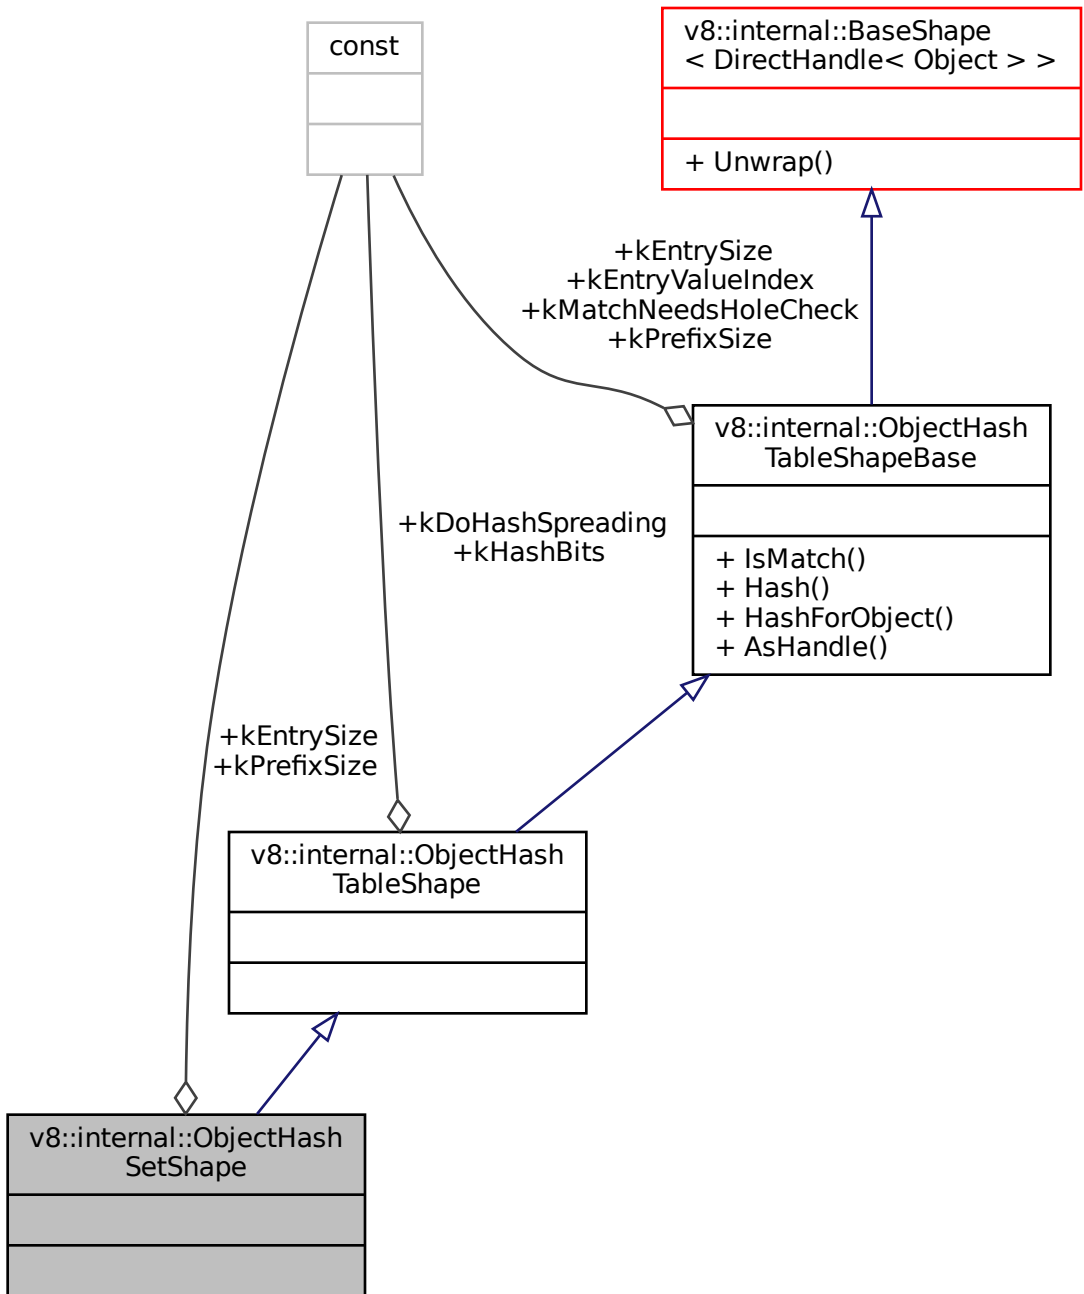 const
v8::internal::BaseShape
< DirectHandle< Object > >
+ Unwrap()
+kEntrySize
+kEntryValueIndex
+kMatchNeedsHoleCheck
+kPrefixSize
v8::internal::ObjectHash
TableShapeBase
+ IsMatch()
+ Hash()
+ HashForObject()
+ AsHandle()
+kDoHashSpreading
+kHashBits
+kEntrySize
+kPrefixSize
v8::internal::ObjectHash
TableShape
v8::internal::ObjectHash
SetShape